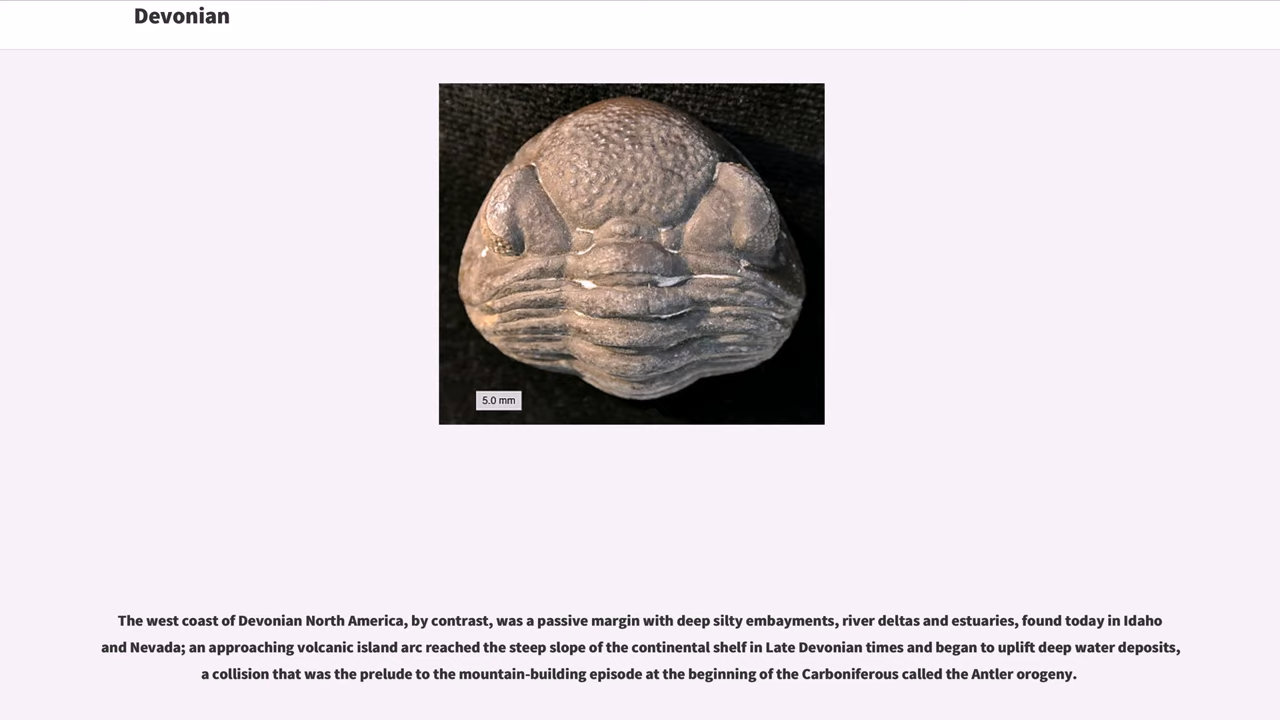 Devonian
5.0 mm
The west coast of Devonian North America, by contrast, was a passive margin with deep silty embayments, river deltas and estuaries, found today in Idaho
and Nevada; an approaching volcanic island arc reached the steep slope of the continental shelf in Late Devonian times and began to uplift deep water deposits,
a collision that was the prelude to the mountain-building episode at the beginning of the Carboniferous called the Antler orogeny.